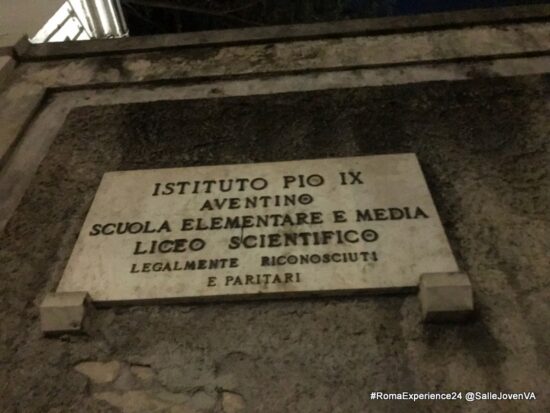 ISTITUTO PIO IX
AVENTINO
SCUOLA ELEMENTARE E MEDIA
LICEO SCIENTIFICO
LEGALMENTE RICONOSCIUTI
E PARITARI
#RomaExperience24 @SalleJovenVA